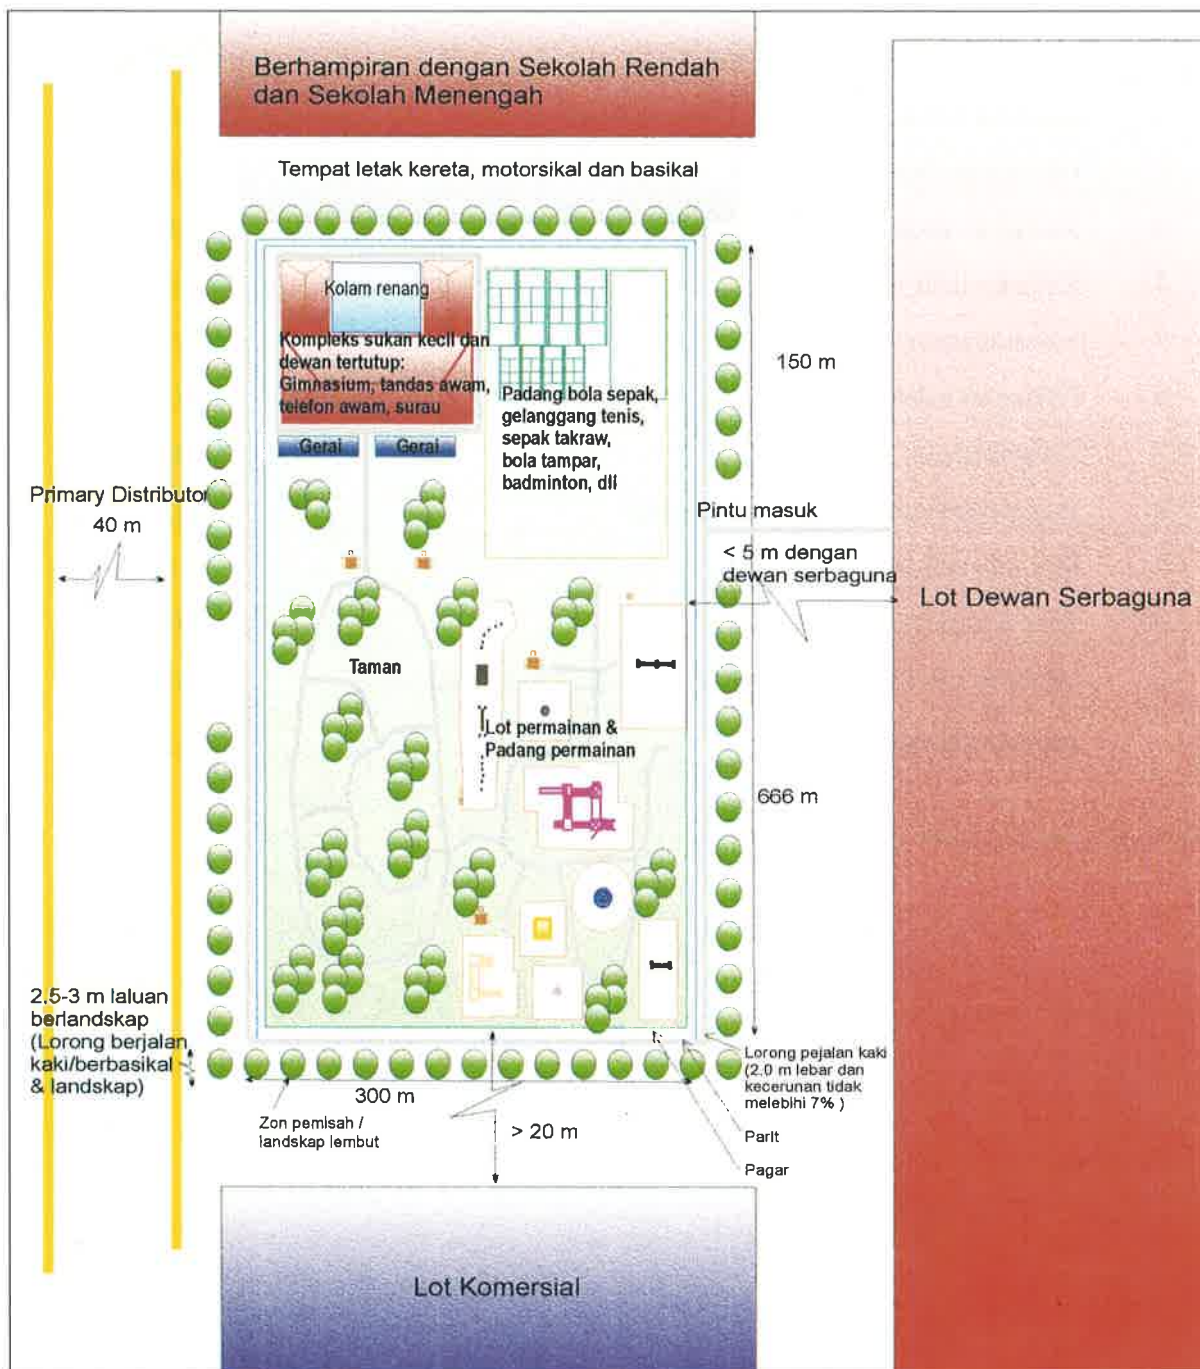 Berhampiran dengan Sekolah Rendah
dan Sekolah Menengah
Tempat letak kereta, motorsikal dan basikal
Kolam renang
Kompleks sukan kecil dan
dewan tertutup:
Gimnasium, tandas awam,
telefon awam, surau
Gerai
Gerai
Padang bola sepak,
gelanggang tenis,
sepak takraw,
bola tampar,
badminton, dll
150 m
Primary Distributor
40 m
Pintu masuk
< 5 m dengan
dewan serbaguna
Lot Dewan Serbaguna
Taman
Lot permainan &
Padang permainan
666 m
2.5-3 m laluan
berlandskap
(Lorong berjalan
kaki/berbasikal
& landskap)
300 m
Zon pemisah /
landskap lembut
> 20 m
Lorong pejalan kaki
(2.0 m lebar dan
kecerunan tidak
melebihi 7% )
Parit
Pagar
Lot Komersial